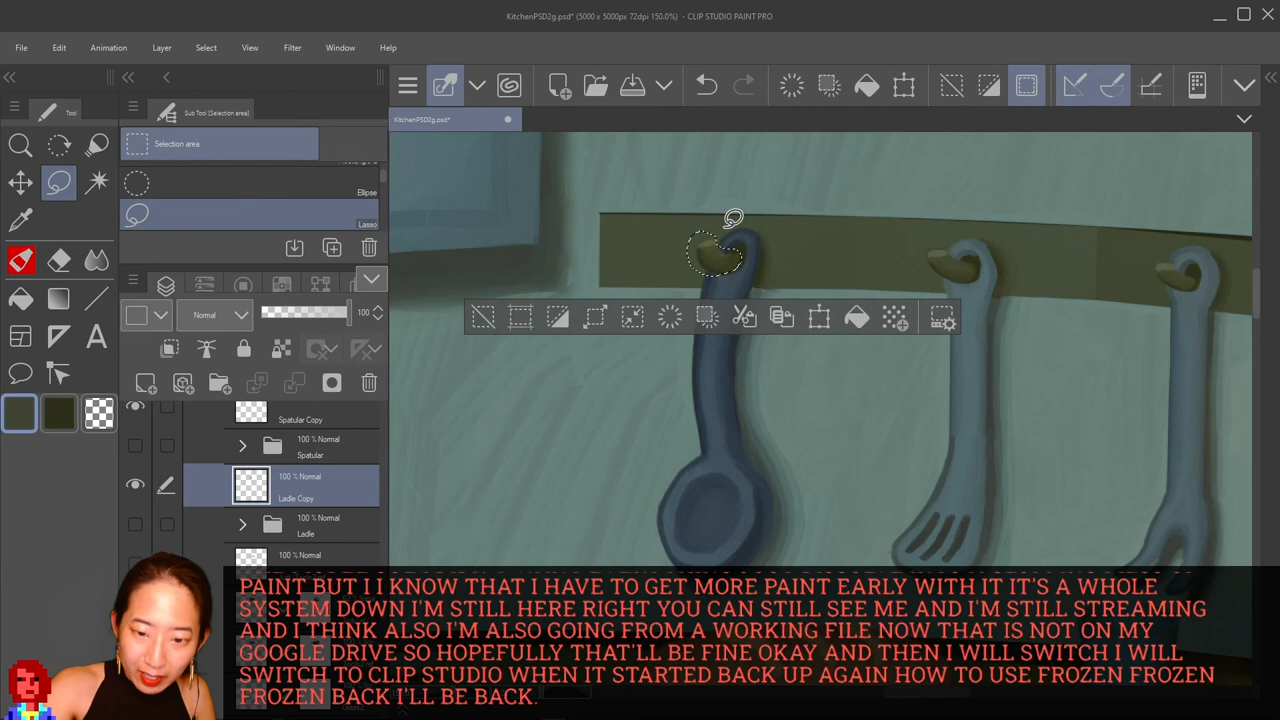 KitchenPSD2g.psd* (5000 x 5000px 72dpi 150.0%) - CLIP STUDIO PAINT PRO
File Edit Animation Layer Select View Filter Window Help
Tool
Sub Tool [Selection area]
KitchenPSD2g.psd*
Selection area
Ellipse
Lasso
Normal
100
Spatular Copy
100 % Normal
Spatular
100 % Normal
Ladle Copy
100 % Normal
Ladle
100 % Normal
PAINT BUT I I KNOW THAT I HAVE TO GET MORE PAINT EARLY WITH IT IT'S A WHOLE
SYSTEM DOWN I'M STILL HERE RIGHT YOU CAN STILL SEE ME AND I'M STILL STREAMING
AND I THINK ALSO I'M ALSO GOING FROM A WORKING FILE NOW THAT IS NOT ON MY
GOOGLE DRIVE SO HOPEFULLY THAT'LL BE FINE OKAY AND THEN I WILL SWITCH I WILL
SWITCH TO CLIP STUDIO WHEN IT STARTED BACK UP AGAIN HOW TO USE FROZEN FROZEN
FROZEN BACK I'LL BE BACK.